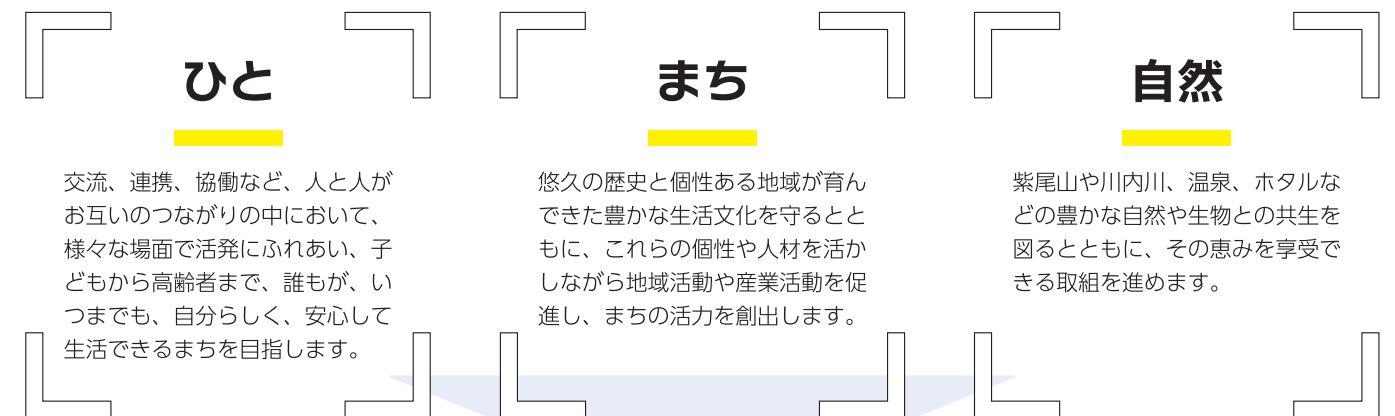 ひと
交流、連携、協働など、人と人が
お互いのつながりの中において、
様々な場面で活発にふれあい、子
どもから高齢者まで、誰もが、い
つまでも、自分らしく、安心して
生活できるまちを目指します。
まち
悠久の歴史と個性ある地域が育ん
できた豊かな生活文化を守るとと
もに、これらの個性や人材を活か
しながら地域活動や産業活動を促
進し、まちの活力を創出します。
自然
紫尾山や川内川、温泉、ホタルな
どの豊かな自然や生物との共生を
図るとともに、その恵みを享受で
きる取組を進めます。